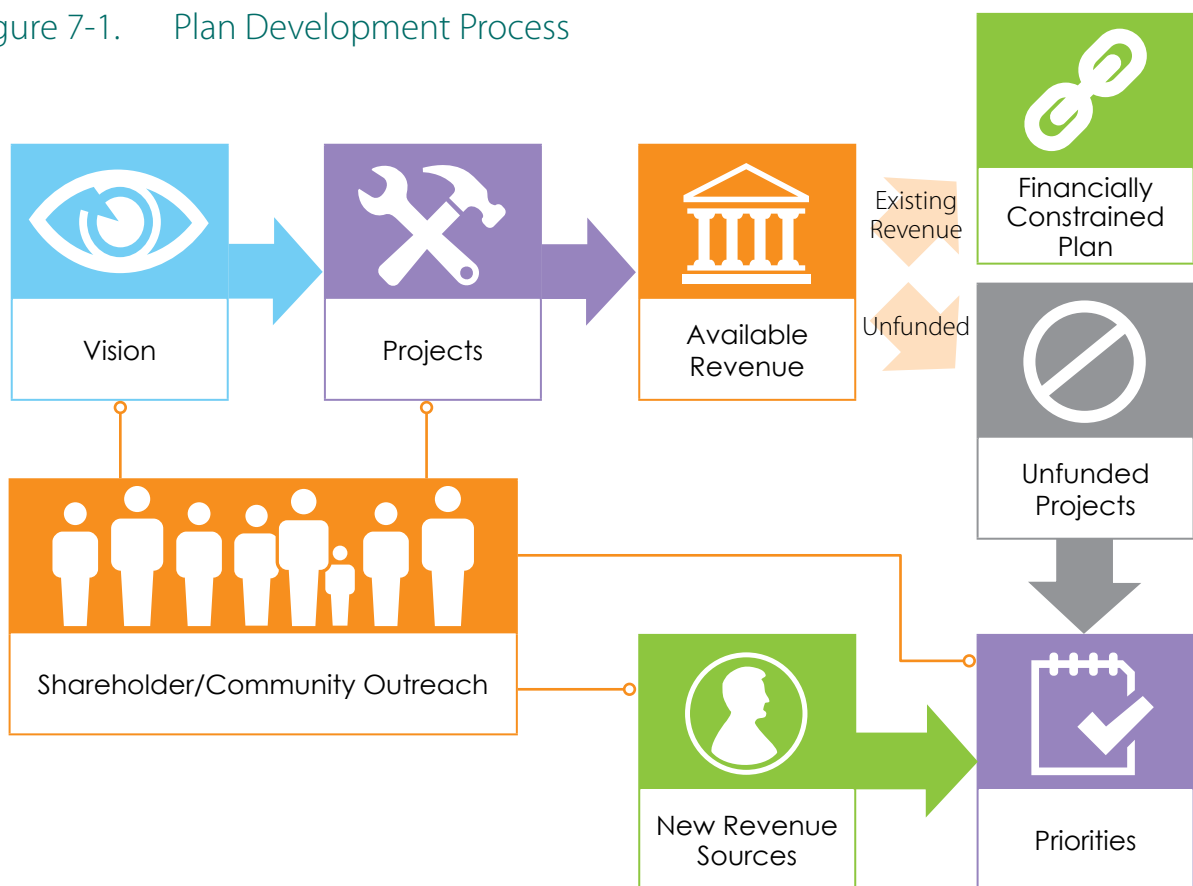 gure 7-1. Plan Development Process
Vision
Projects
Available
Revenue
Existing
Revenue
Financially
Constrained
Plan
Unfunded
Unfunded
Projects
Shareholder/Community Outreach
New Revenue
Sources
Priorities